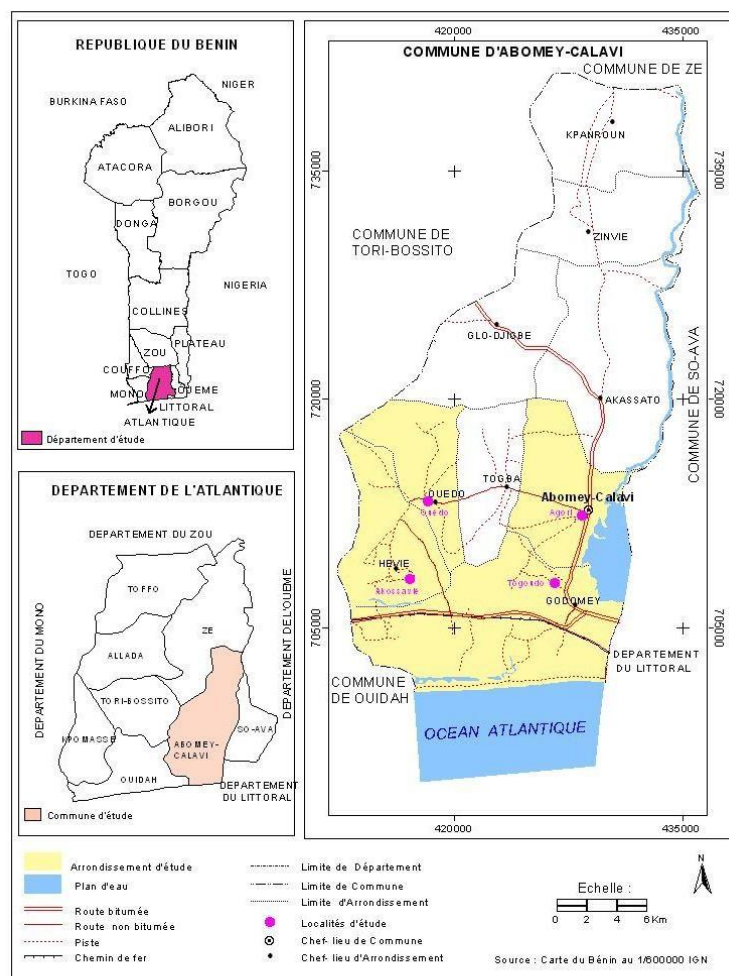 REPUBLIQUE DU BENIN
NIGER
BURKINA FASO
ALIBORI
ATACORA
BORGOU
DONGA
TOGO
NIGERIA
COLLINES
PLATEAU
ZOU
COUFFO
MONO
OUEME
LITTORAL
ATLANTIQUE
Département d'étude
DEPARTEMENT DE L'ATLANTIQUE
DEPARTEMENT DU ZOU
TOFFO
DEPARTEMENT DU MONO
DEPARTEMENT DE L'OUEME
ZE
ALLADA
TORI-BOSSITO
SO-AVA
KPOMASSE
ABOMEY-
CALAVI
OUIDAH
DEPARTEMENT
DU LITTORAL
Commune d'étude
420000
435000
COMMUNE D'ABOMEY-CALAVI
COMMUNE DE ZE
KPANROUN
735000
735000
ZINVIE
COMMUNE DE
TORI-BOSSITO
GLO-DJIGBE
COMMUNE DE SO-AVA
AKASSATO
720000
720000
TOGBA
OUEDO
Ouédo
Abomey-Calavi
Agori
HEVIE
Togoudo
GODOMEY
705000
705000
DEPARTEMENT
DU LITTORAL
COMMUNE
DE OUIDAH
OCEAN ATLANTIQUE
420000
435000
Arrondissement d'étude
Plan d'eau
Route bitumée
Route non bitumée
Piste
Chemin de fer
Limite de Département
Limite de Commune
Limite d'Arrondissement
Localités d'étude
Chef-lieu de Commune
Chef-lieu d'Arrondissement
N
Echelle :
0 2 4 6 Km
Source : Carte du Bénin au 1/600000 IGN